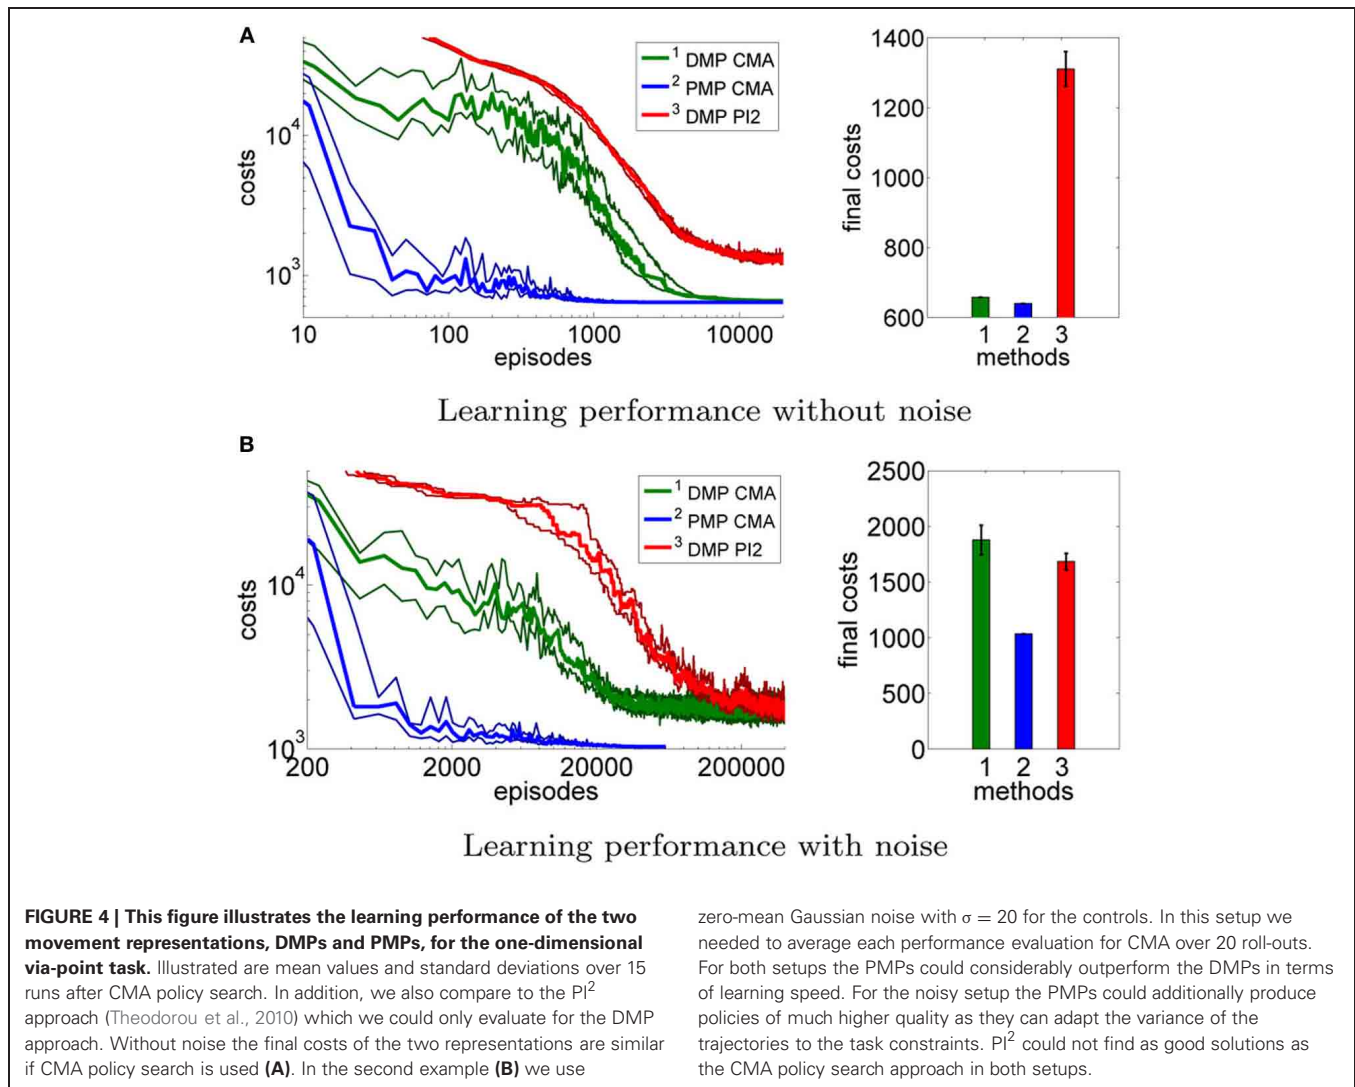 A
costs
10⁴
10³
10 100 1000 10000
episodes
¹ DMP CMA
² PMP CMA
³ DMP PI2
final costs
1400
1200
1000
800
600
1 2 3
methods
Learning performance without noise
B
costs
10⁴
10³
200 2000 20000 200000
episodes
¹ DMP CMA
² PMP CMA
³ DMP PI2
final costs
2500
2000
1500
1000
500
0
1 2 3
methods
Learning performance with noise
FIGURE 4 | This figure illustrates the learning performance of the two
movement representations, DMPs and PMPs, for the one-dimensional
via-point task. Illustrated are mean values and standard deviations over 15
runs after CMA policy search. In addition, we also compare to the PI²
approach (Theodorou et al., 2010) which we could only evaluate for the DMP
approach. Without noise the final costs of the two representations are similar
if CMA policy search is used (A). In the second example (B) we use
zero-mean Gaussian noise with σ = 20 for the controls. In this setup we
needed to average each performance evaluation for CMA over 20 roll-outs.
For both setups the PMPs could considerably outperform the DMPs in terms
of learning speed. For the noisy setup the PMPs could additionally produce
policies of much higher quality as they can adapt the variance of the
trajectories to the task constraints. PI² could not find as good solutions as
the CMA policy search approach in both setups.